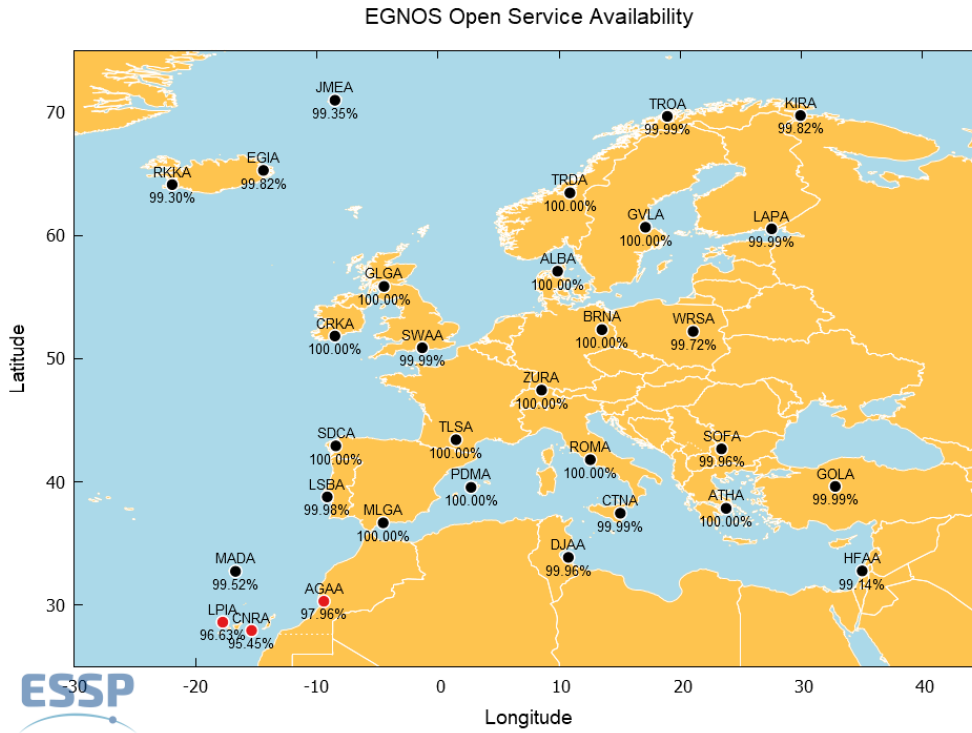 EGNOS Open Service Availability
70
60
50
40
30
Latitude
JMEA
99.35%
TROA
99.99%
KIRA
99.82%
EGIA
99.82%
RKKA
99.30%
TRDA
100.00%
GVLA
100.00%
LAPA
99.99%
ALBA
100.00%
GLGA
100.00%
CRKA
100.00%
SWAA
99.99%
BRNA
100.00%
WRSA
99.72%
ZURA
100.00%
SDCA
100.00%
TLSA
100.00%
ROMA
100.00%
SOFA
99.96%
LSBA
99.98%
PDMA
100.00%
GOLA
99.99%
MLGA
100.00%
CTNA
99.99%
ATHA
100.00%
DJAA
99.96%
HFAA
99.14%
MADA
99.52%
AGAA
97.96%
LPIA
96.63%
CNRA
95.45%
-30
-20
-10
0
10
20
30
40
Longitude
ESSP